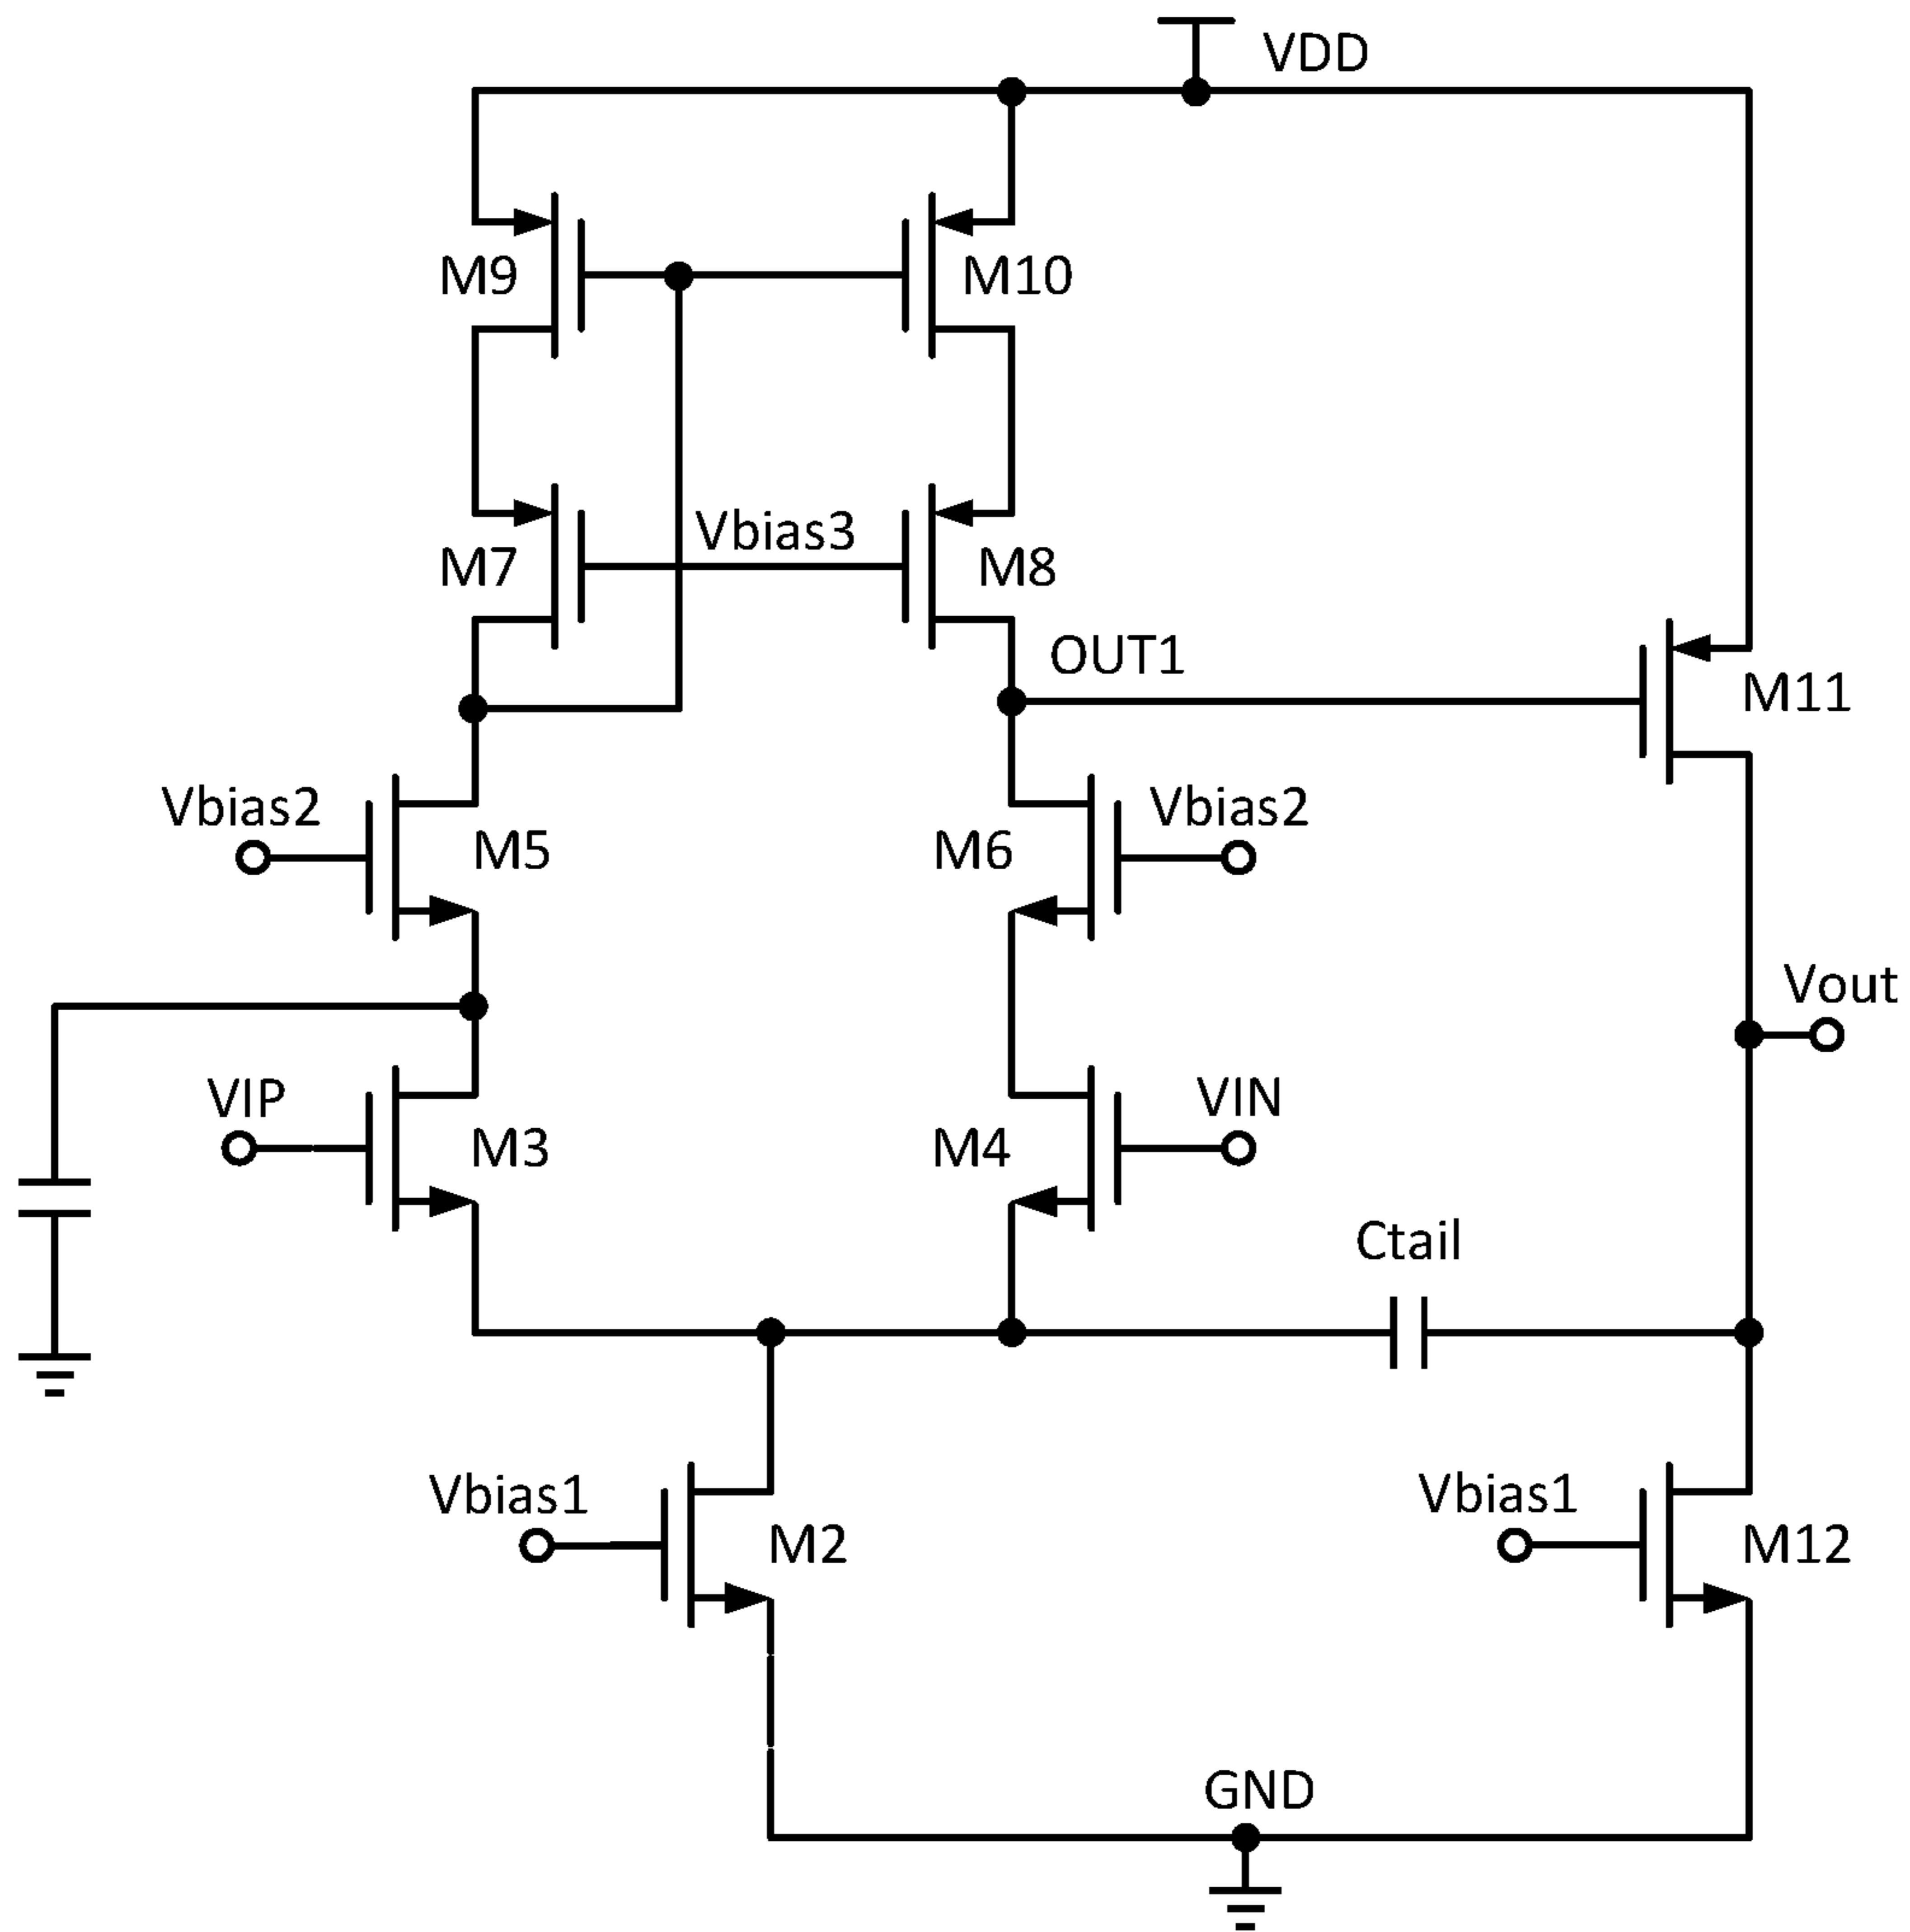 VDD
M9
M10
Vbias3
M7
M8
OUT1
M11
Vbias2
Vbias2
M5
M6
Vout
VIP
VIN
M3
M4
Ctail
Vbias1
Vbias1
M2
M12
GND